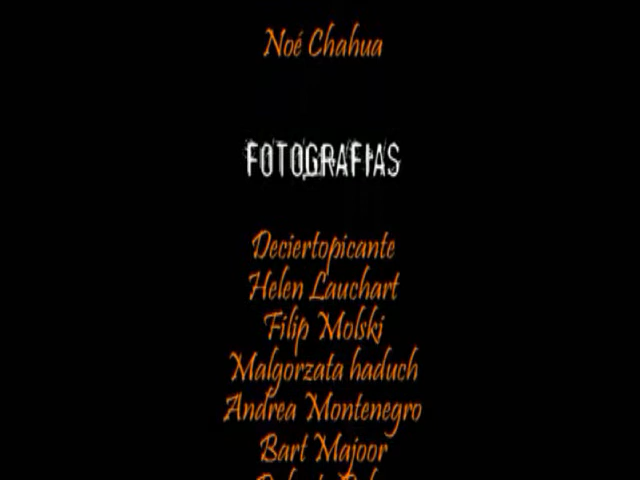 Noé Chahua
FOTOGRAFIAS
Deciertopicante
Helen Lauchart
Filip Molski
Malgorzata haduch
Andrea Montenegro
Bart Majoor